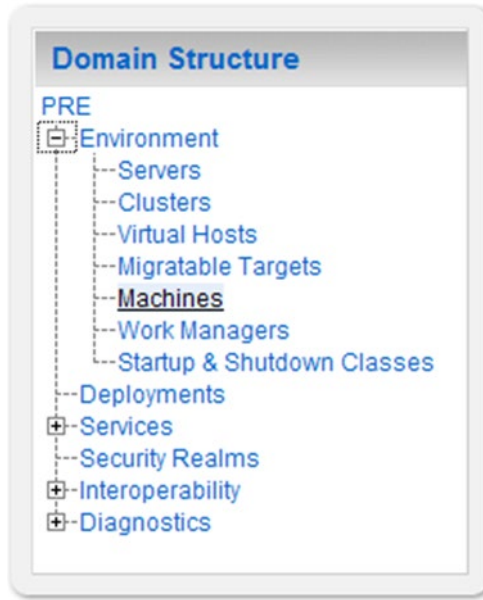 Domain Structure
PRE
Environment
Servers
Clusters
Virtual Hosts
Migratable Targets
Machines
Work Managers
Startup & Shutdown Classes
Deployments
Services
Security Realms
Interoperability
Diagnostics